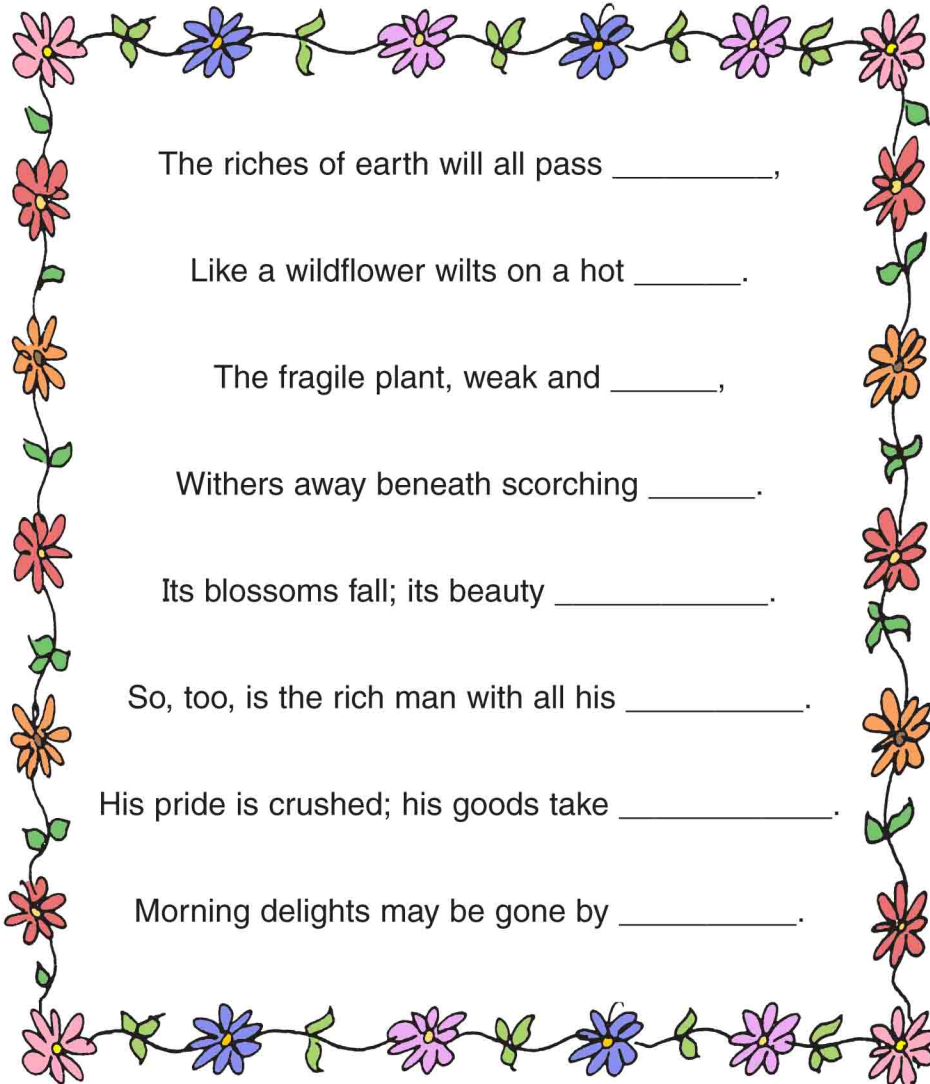 The riches of earth will all pass _________,
Like a wildflower wilts on a hot ______.
The fragile plant, weak and ______,
Withers away beneath scorching ______.
Its blossoms fall; its beauty ____________.
So, too, is the rich man with all his __________.
His pride is crushed; his goods take ____________.
Morning delights may be gone by __________.